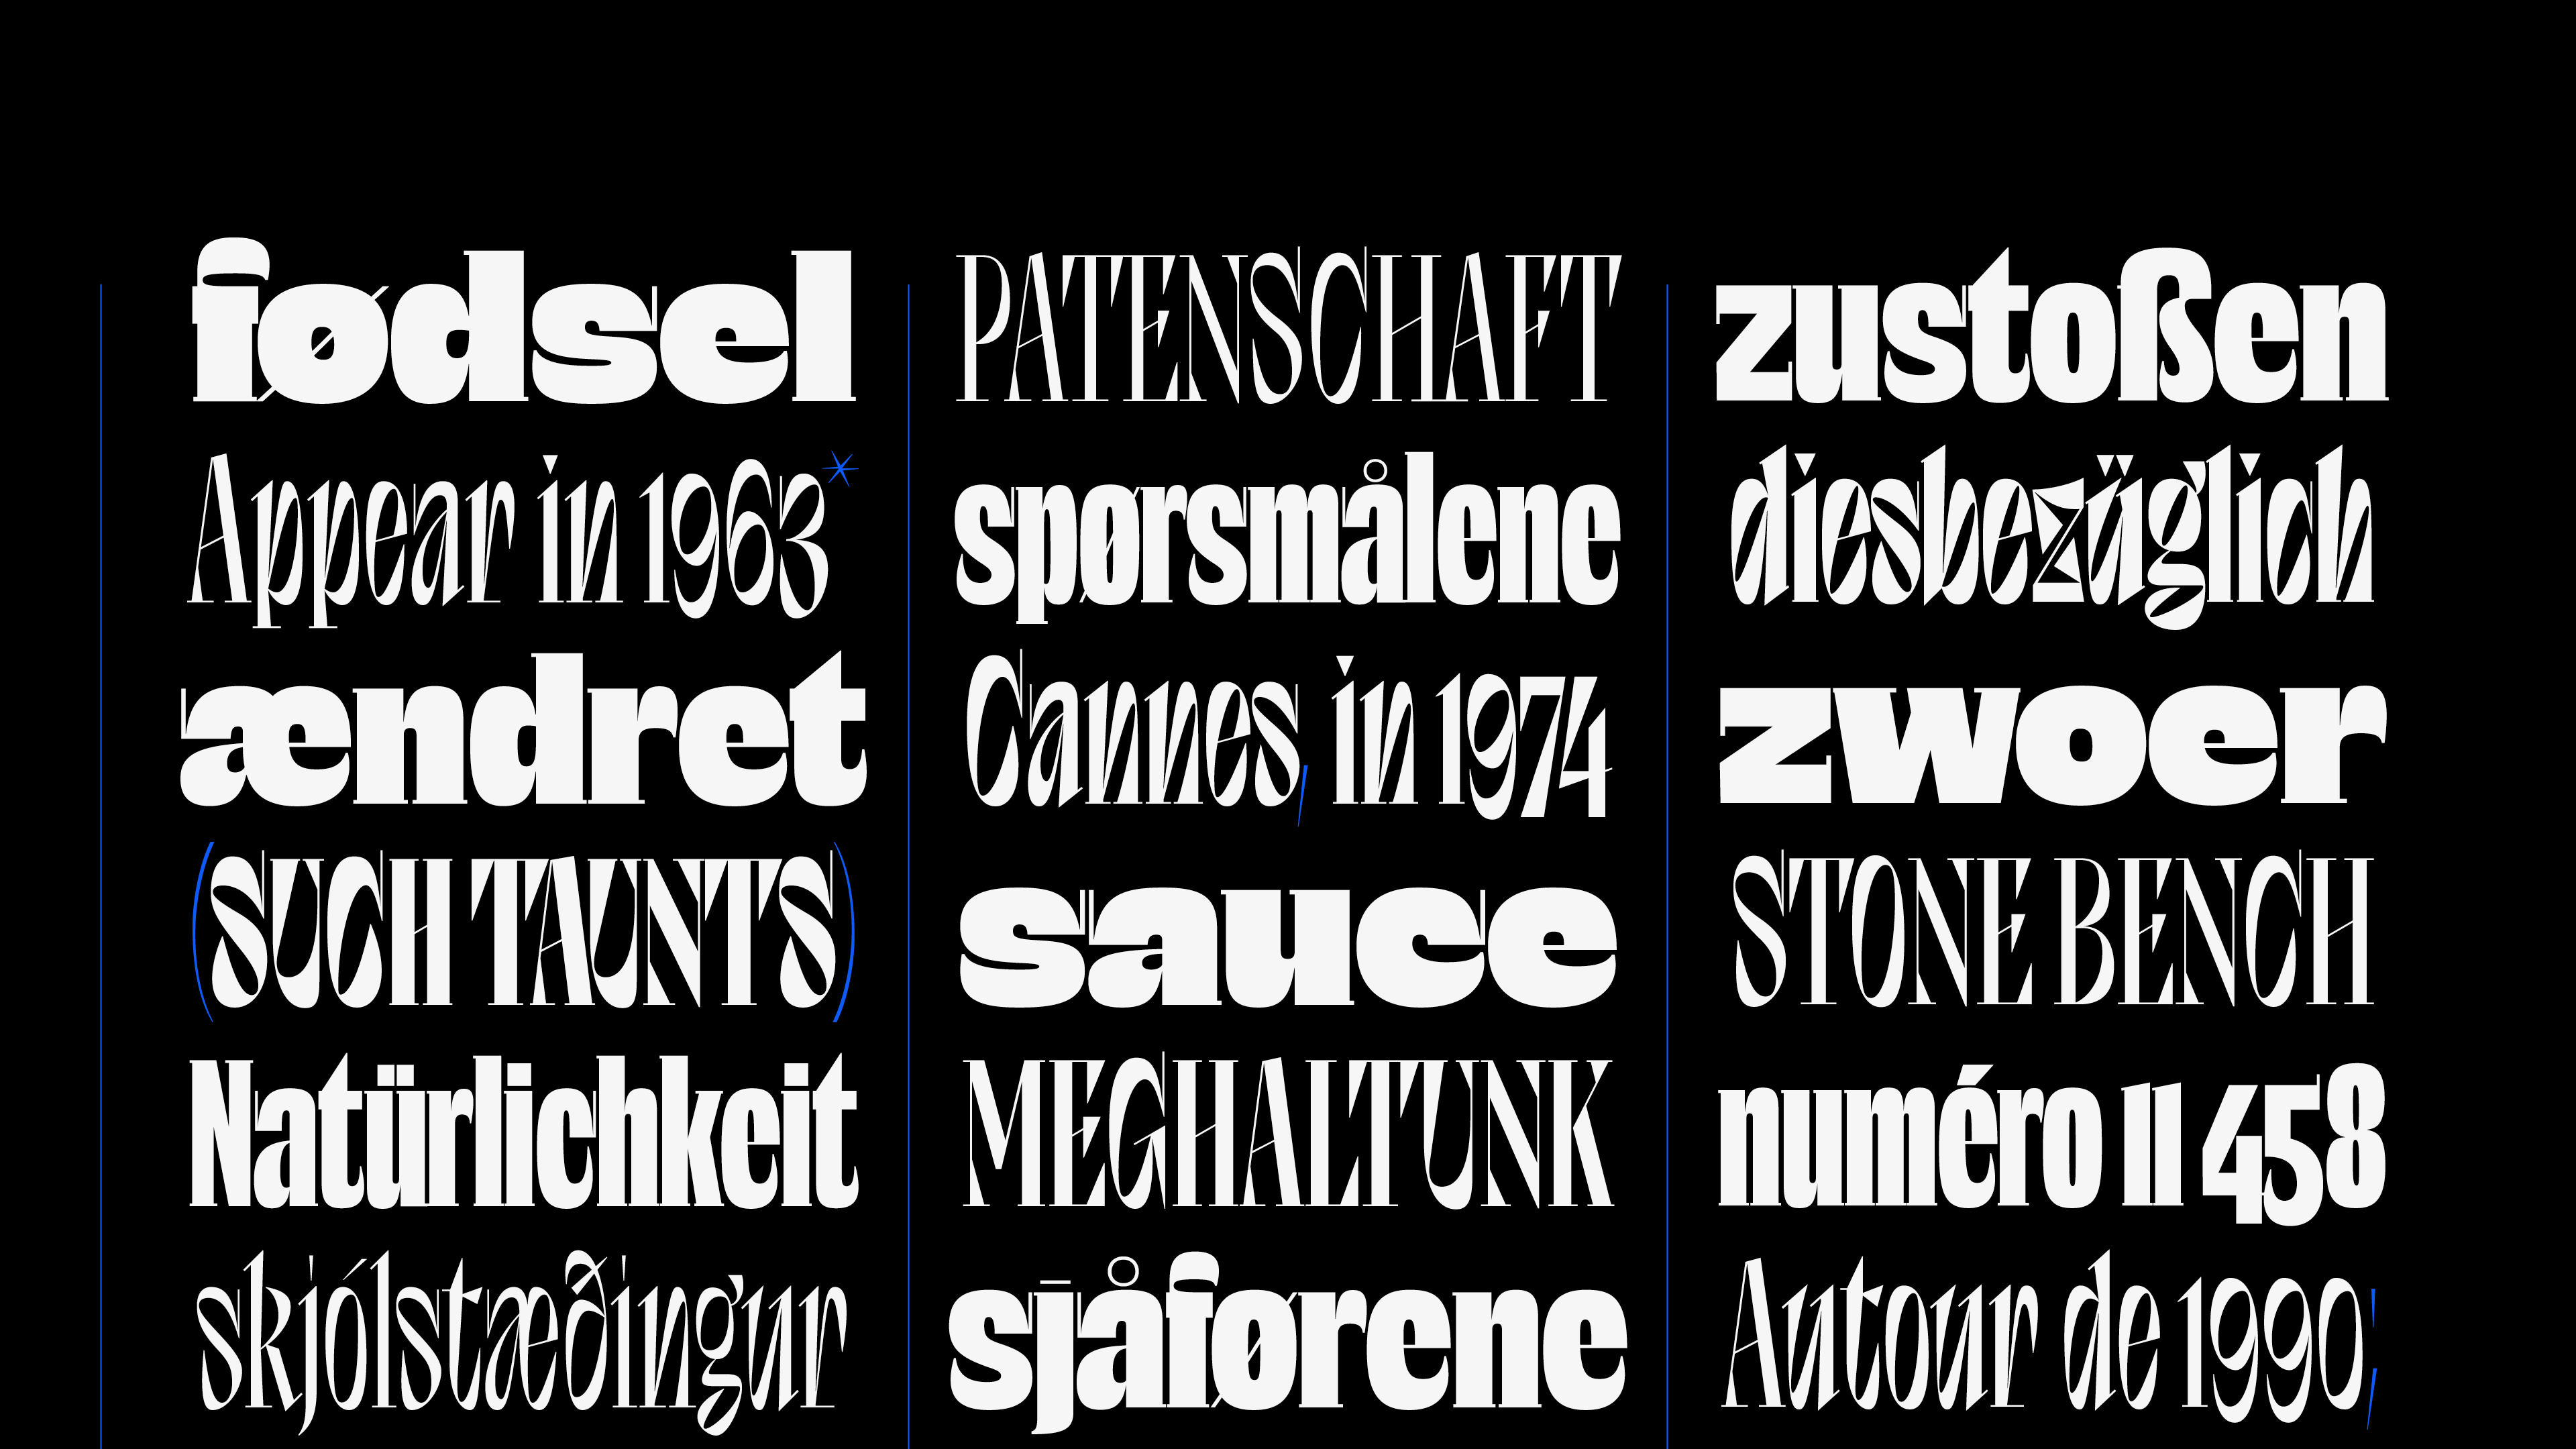 fødsel
Appear in 1963*
ændret
(SUCH TAUNTS)
Natürlichkeit
skjólstæðingur
PATENSCHAFT
spørsmålene
Cannes, in 1974
sauce
MEGHALTUNK
sjåførene
zustoßen
diesbezüglich
zwoer
STONE BENCH
numéro 11 458
Autour de 1990;